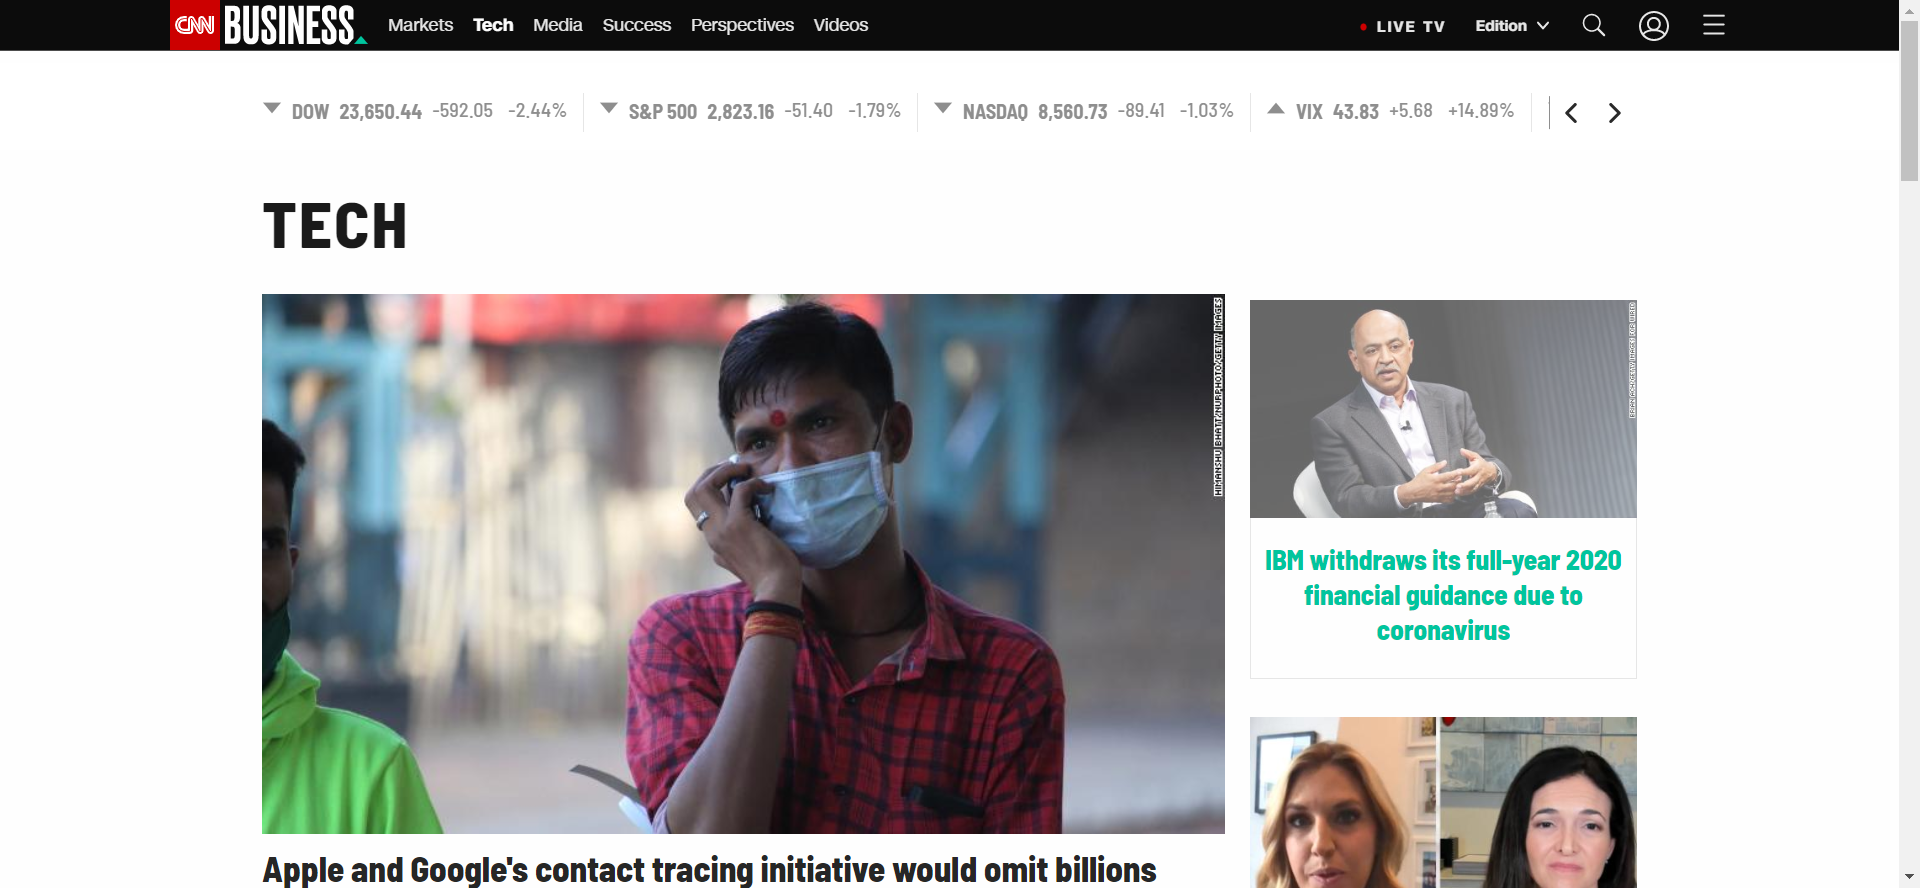 CNN BUSINESS Markets Tech Media Success Perspectives Videos LIVE TV Edition
DOW 23,650.44 -592.05 -2.44% S&P 500 2,823.16 -51.40 -1.79% NASDAQ 8,560.73 -89.41 -1.03% VIX 43.83 +5.68 +14.89%
TECH
HIMANSHU BHATT/NURPHOTO/GETTY IMAGES
Apple and Google's contact tracing initiative would omit billions
IBM withdraws its full-year 2020
financial guidance due to
coronavirus